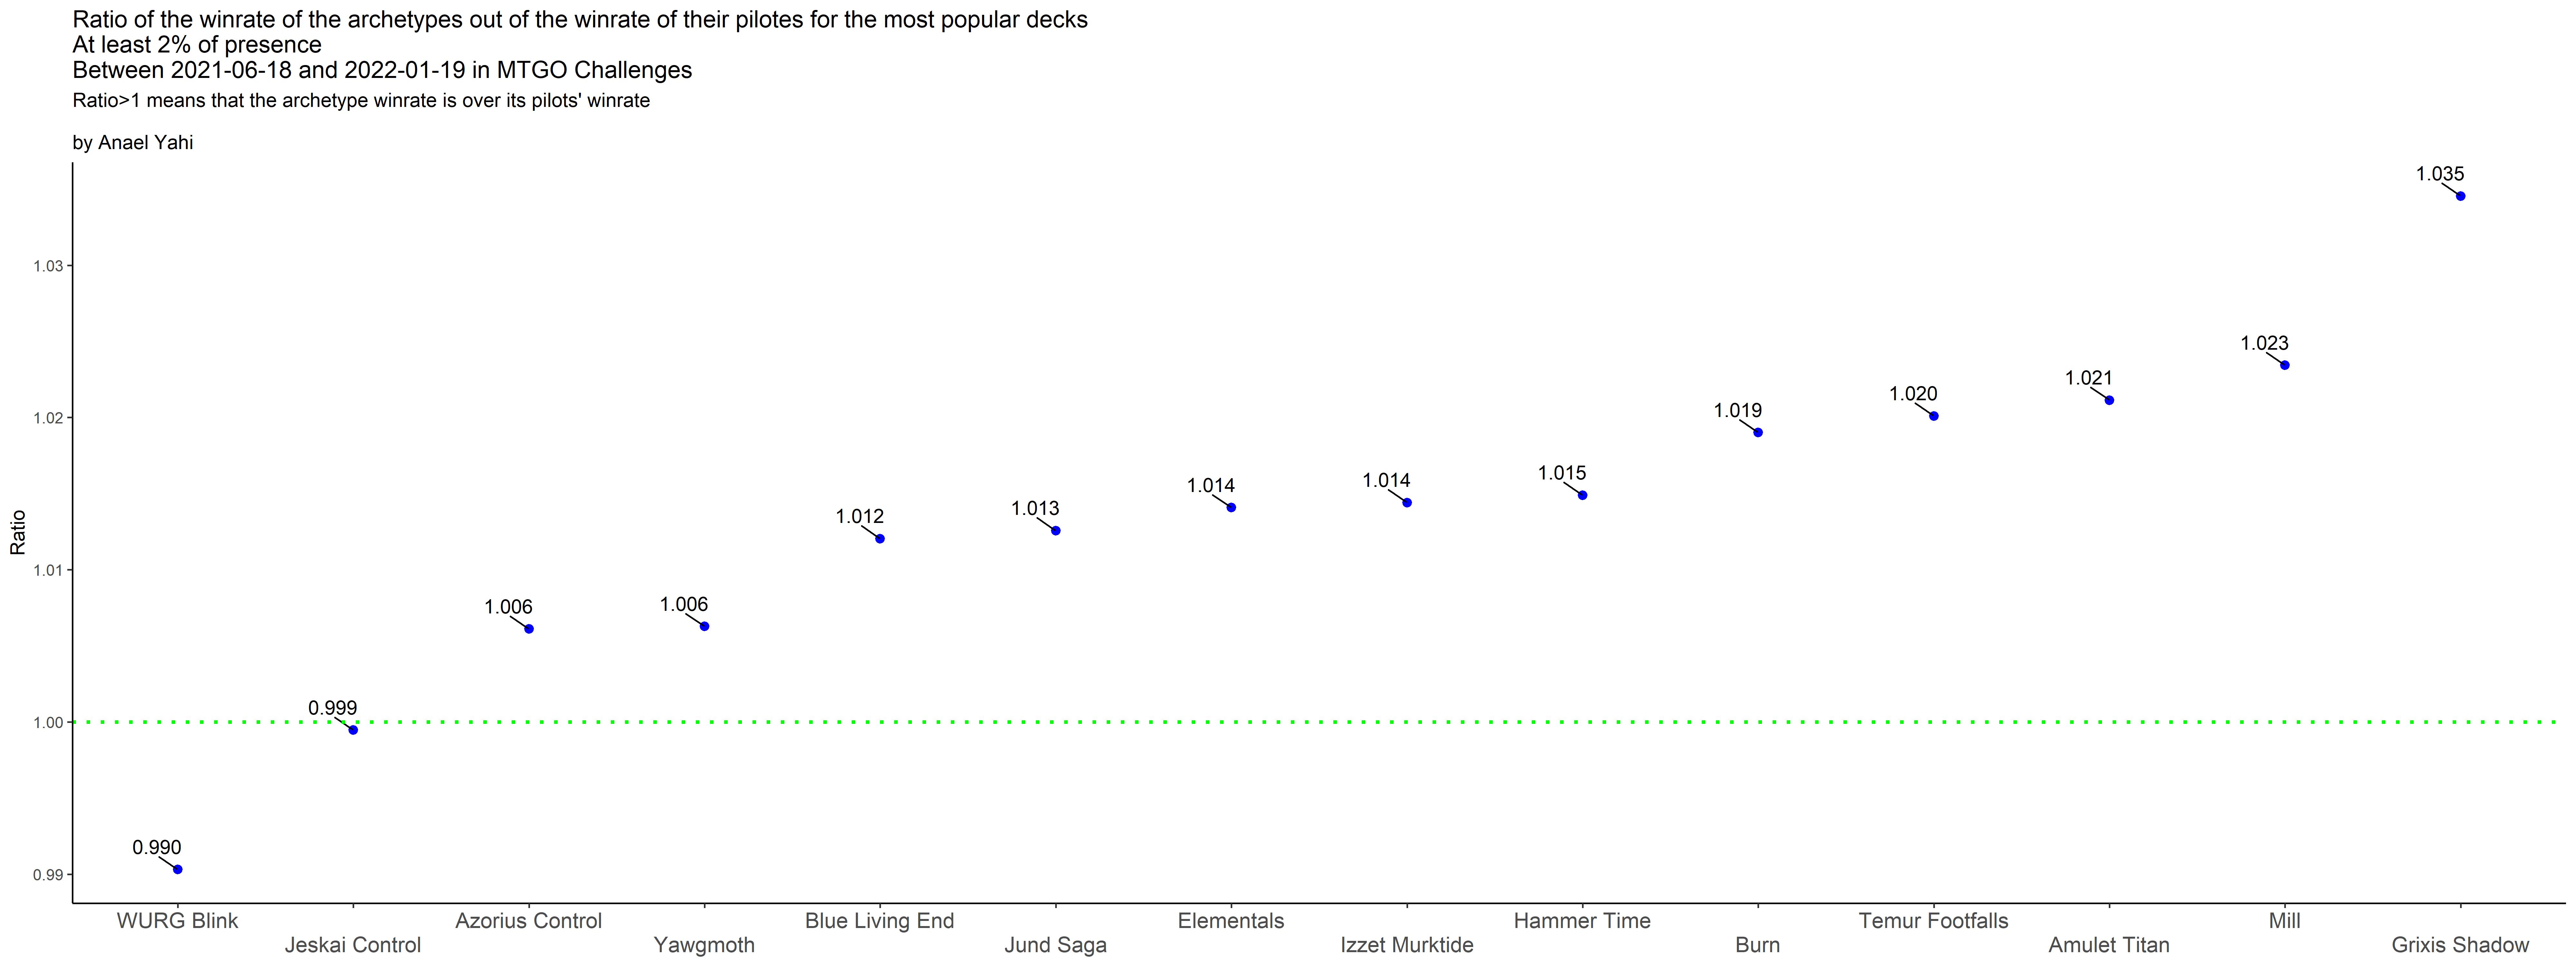 Ratio of the winrate of the archetypes out of the winrate of their pilotes for the most popular decks
At least 2% of presence
Between 2021-06-18 and 2022-01-19 in MTGO Challenges
Ratio>1 means that the archetype winrate is over its pilots' winrate
by Anael Yahi
1.035
1.03
1.023
1.021
1.020
1.019
1.02
1.015
1.014
1.014
1.013
1.012
Ratio
1.01
1.006
1.006
0.999
1.00
0.990
0.99
WURG Blink
Jeskai Control
Azorius Control
Yawgmoth
Blue Living End
Jund Saga
Elementals
Izzet Murktide
Hammer Time
Burn
Temur Footfalls
Amulet Titan
Mill
Grixis Shadow